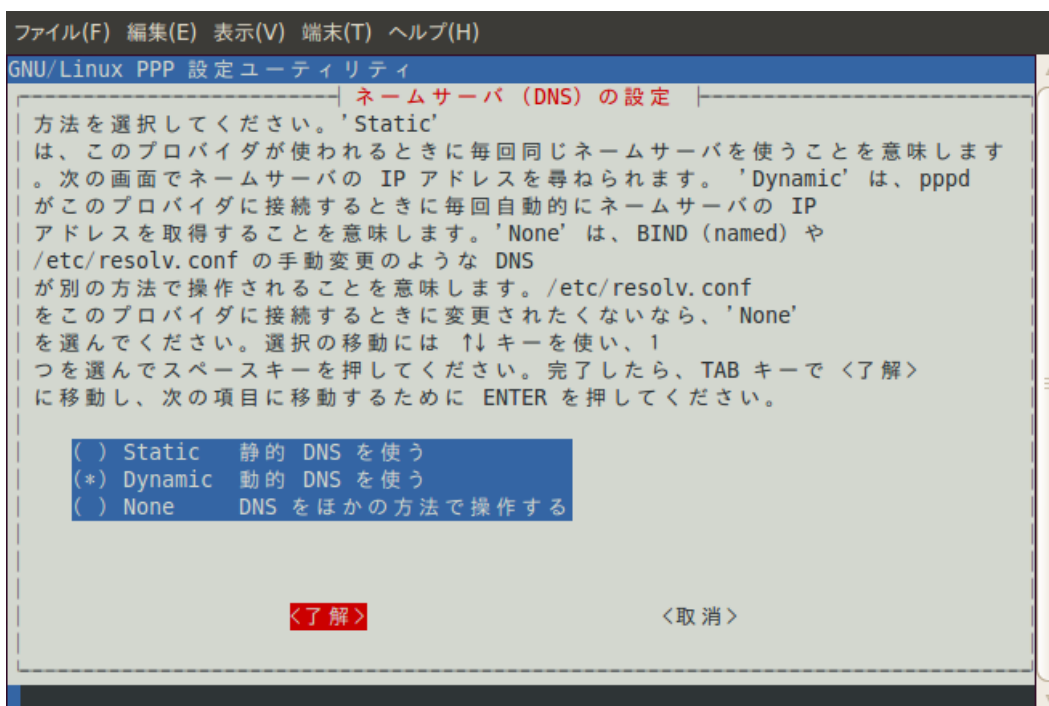 ファイル(F) 編集(E) 表示(V) 端末(T) ヘルプ(H)
GNU/Linux PPP 設定ユーティリティ
ネームサーバ (DNS) の設定
方法を選択してください。'Static'
は、このプロバイダが使われるときに毎回同じネームサーバを使うことを意味します
。次の画面でネームサーバの IP アドレスを尋ねられます。 'Dynamic' は、pppd
がこのプロバイダに接続するときに毎回自動的にネームサーバの IP
アドレスを取得することを意味します。'None' は、BIND (named) や
/etc/resolv.conf の手動変更のような DNS
が別の方法で操作されることを意味します。/etc/resolv.conf
をこのプロバイダに接続するときに変更されたくないなら、'None'
を選んでください。選択の移動には ↑↓ キーを使い、1
つを選んでスペースキーを押してください。完了したら、TAB キーで <了解>
に移動し、次の項目に移動するために ENTER を押してください。
( ) Static 静的 DNS を使う
(*) Dynamic 動的 DNS を使う
( ) None DNS をほかの方法で操作する
<了解> <取消>